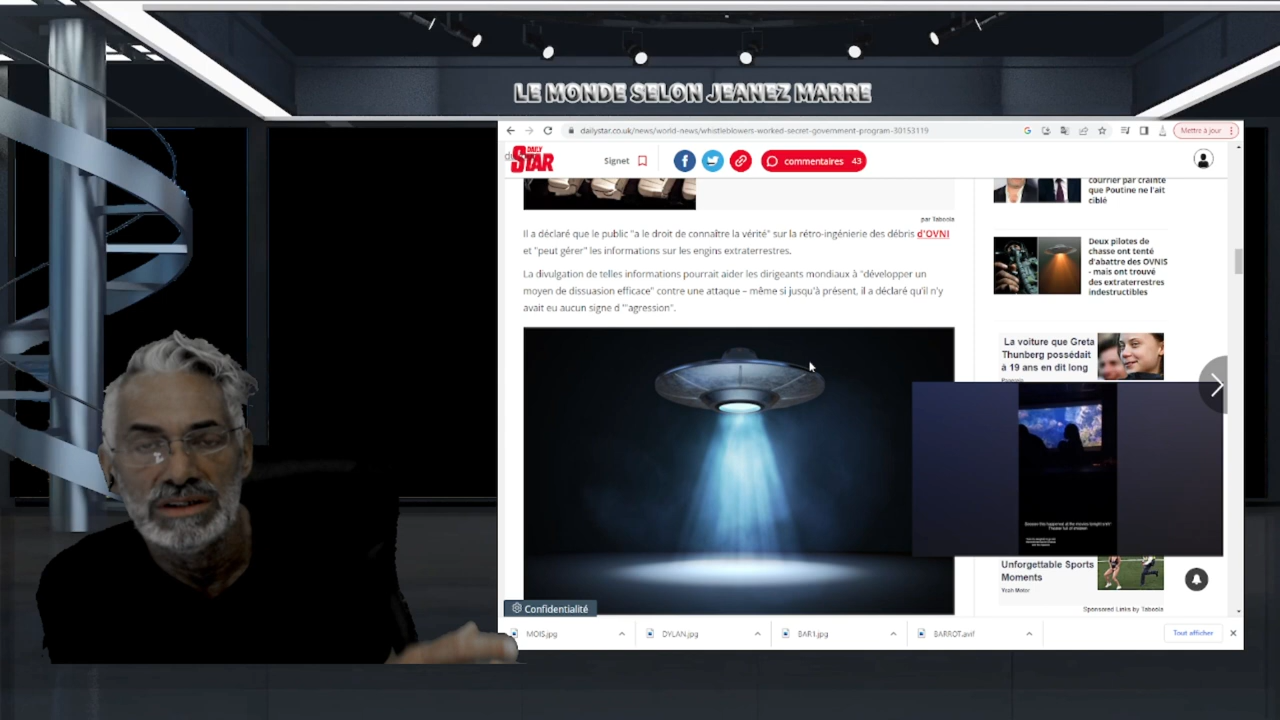 LE MONDE SELON JEANEZ MARRE
dailystar.co.uk/news/world-news/whistleblowers-worked-secret-government-program-30153119
Mettre à jour
DAILY
STAR
Signet
commentaires 43
courrier par crainte
que Poutine ne l'ait
ciblé
par Taboola
Il a déclaré que le public "a le droit de connaître la vérité" sur la rétro-ingénierie des débris d'OVNI
et "peut gérer" les informations sur les engins extraterrestres.
La divulgation de telles informations pourrait aider les dirigeants mondiaux à "développer un
moyen de dissuasion efficace" contre une attaque – même si jusqu'à présent, il a déclaré qu'il n'y
avait eu aucun signe d '"agression".
Deux pilotes de
chasse ont tenté
d'abattre des OVNIS
- mais ont trouvé
des extraterrestres
indestructibles
La voiture que Greta
Thunberg possédait
à 19 ans en dit long
Unforgettable Sports
Moments
Yeah Motor
Sponsored Links by Taboola
Confidentialité
MOIS.jpg
DYLAN.jpg
BAR1.jpg
BARROT.avif
Tout afficher